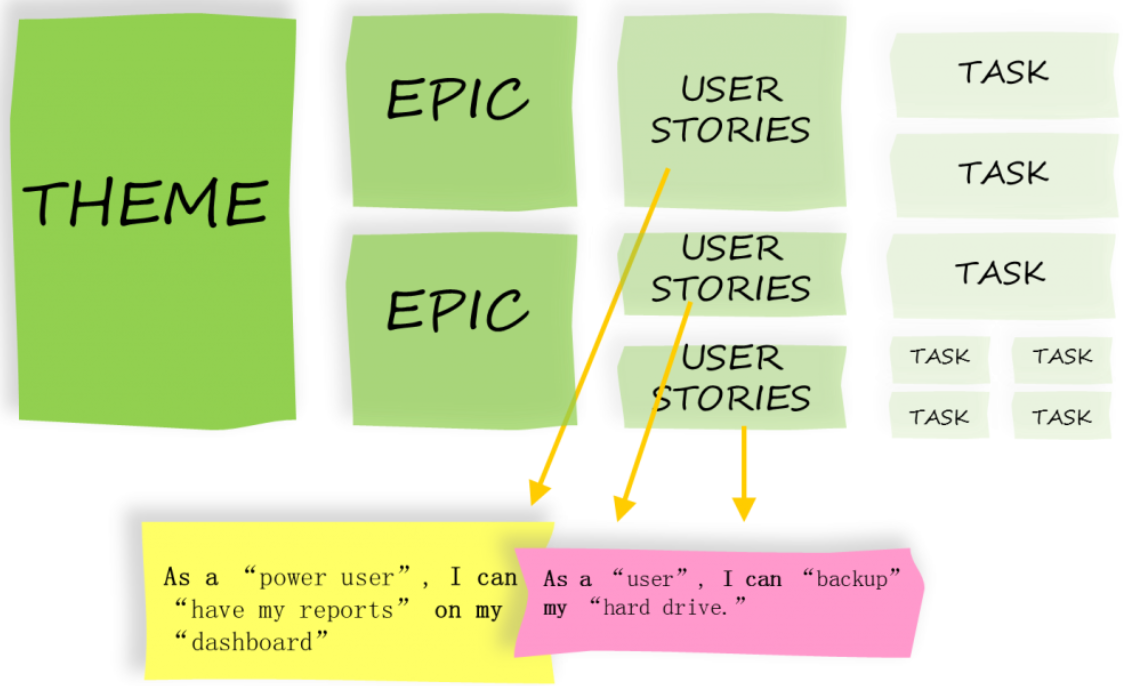 THEME
EPIC
EPIC
USER
STORIES
USER
STORIES
USER
STORIES
TASK
TASK
TASK
TASK
TASK
TASK
TASK
As a “power user”, I can
“have my reports” on my
“dashboard”
As a “user”, I can “backup”
my “hard drive.”